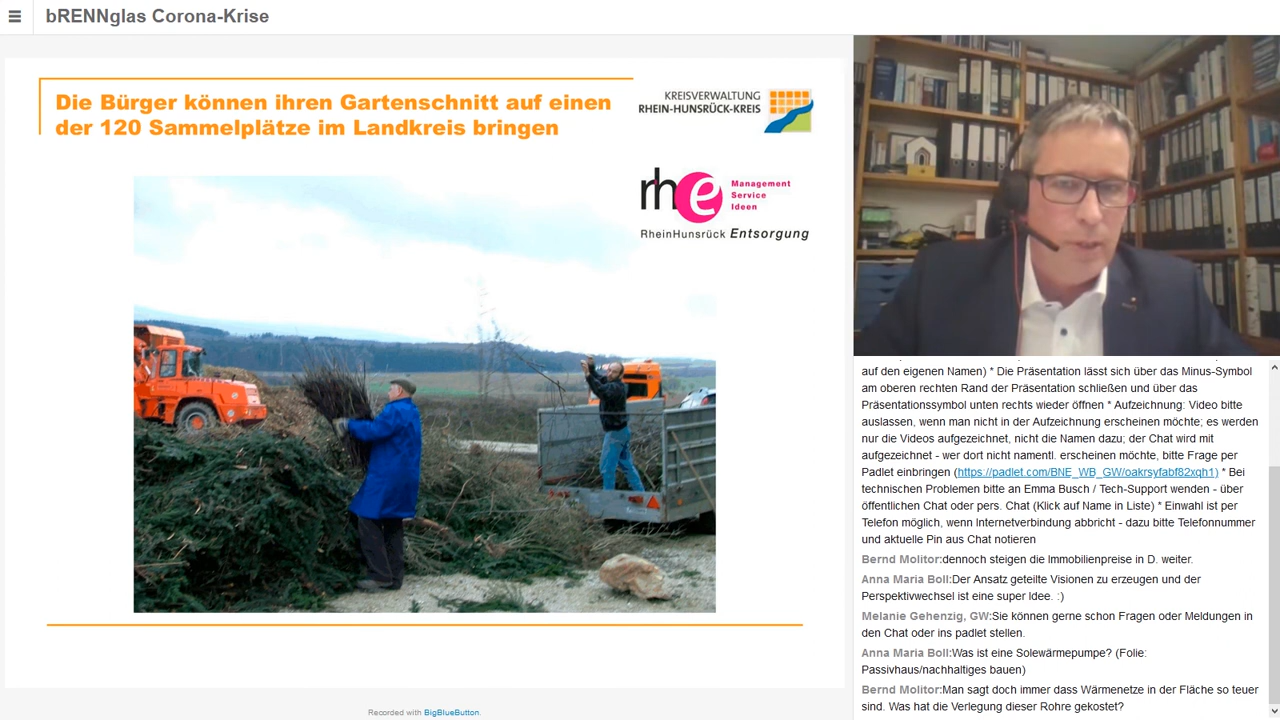 bRENNglas Corona-Krise
Die Bürger können ihren Gartenschnitt auf einen
der 120 Sammelplätze im Landkreis bringen
KREISVERWALTUNG
RHEIN-HUNSRÜCK-KREIS
rhe
Management
Service
Ideen
RheinHunsrück Entsorgung
Recorded with BigBlueButton.
auf den eigenen Namen) * Die Präsentation lässt sich über das Minus-Symbol
am oberen rechten Rand der Präsentation schließen und über das
Präsentationssymbol unten rechts wieder öffnen * Aufzeichnung: Video bitte
auslassen, wenn man nicht in der Aufzeichnung erscheinen möchte; es werden
nur die Videos aufgezeichnet, nicht die Namen dazu; der Chat wird mit
aufgezeichnet - wer dort nicht namentl. erscheinen möchte, bitte Frage per
Padlet einbringen (https://padlet.com/BNE_WB_GW/oakrsyfabf82xqh1) * Bei
technischen Problemen bitte an Emma Busch / Tech-Support wenden - über
öffentlichen Chat oder pers. Chat (Klick auf Name in Liste) * Einwahl ist per
Telefon möglich, wenn Internetverbindung abbricht - dazu bitte Telefonnummer
und aktuelle Pin aus Chat notieren
Bernd Molitor:dennoch steigen die Immobilienpreise in D. weiter.
Anna Maria Boll:Der Ansatz geteilte Visionen zu erzeugen und der
Perspektivwechsel ist eine super Idee. :)
Melanie Gehenzig, GW:Sie können gerne schon Fragen oder Meldungen in
den Chat oder ins padlet stellen.
Anna Maria Boll:Was ist eine Solewärmepumpe? (Folie:
Passivhaus/nachhaltiges bauen)
Bernd Molitor:Man sagt doch immer dass Wärmenetze in der Fläche so teuer
sind. Was hat die Verlegung dieser Rohre gekostet?